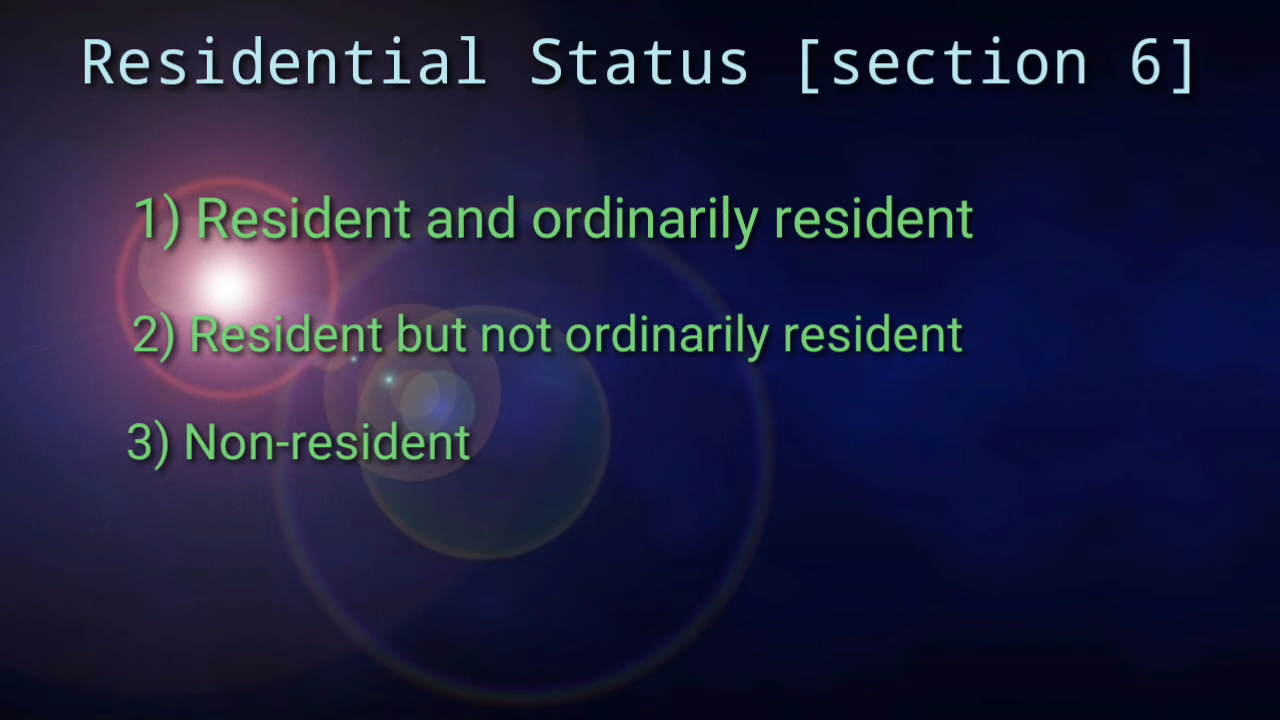 Residential Status [section 6]
1) Resident and ordinarily resident
2) Resident but not ordinarily resident
3) Non-resident